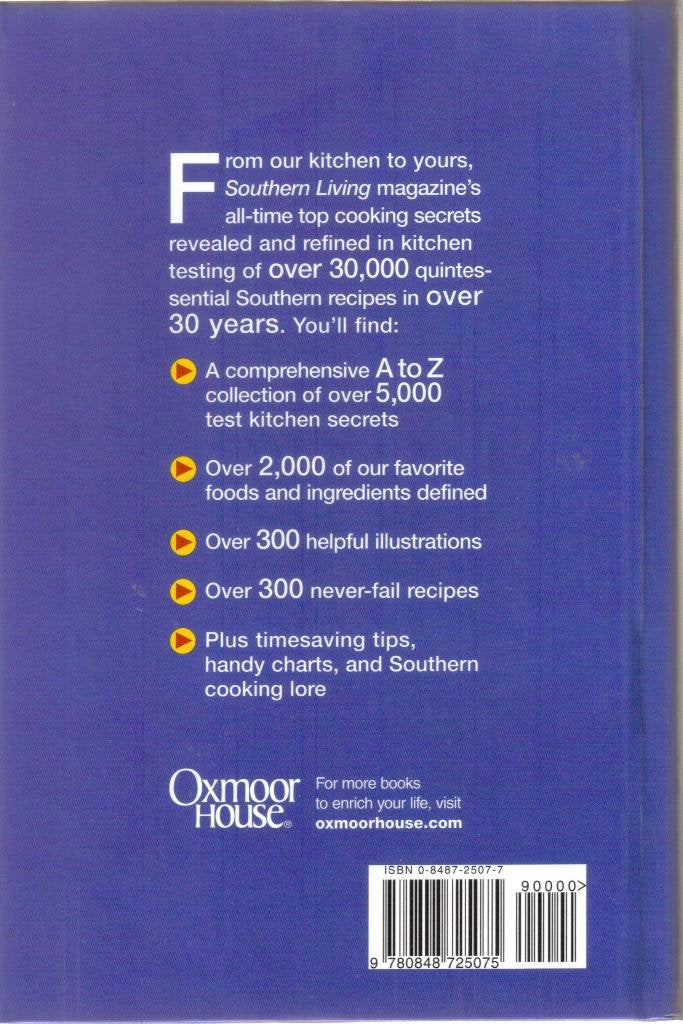 From our kitchen to yours,
Southern Living magazine's
all-time top cooking secrets
revealed and refined in kitchen
testing of over 30,000 quintes-
sential Southern recipes in over
30 years. You'll find:
A comprehensive A to Z
collection of over 5,000
test kitchen secrets
Over 2,000 of our favorite
foods and ingredients defined
Over 300 helpful illustrations
Over 300 never-fail recipes
Plus timesaving tips,
handy charts, and Southern
cooking lore
Oxmoor
House®
For more books
to enrich your life, visit
oxmoorhouse.com
ISBN 0-8487-2507-7
90000>
9 780848 725075